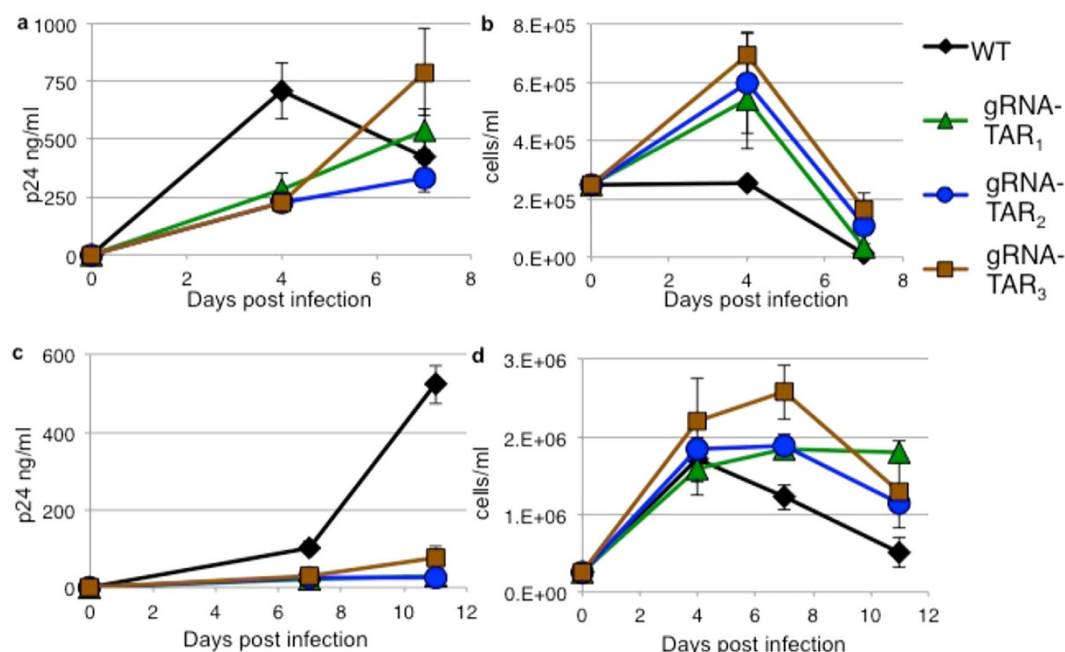 a
1000
750
500
250
0
p24 ng/ml
0 2 4 6 8
Days post infection
b
8.E+05
6.E+05
4.E+05
2.E+05
0.E+00
cells/ml
0 2 4 6 8
Days post infection
WT
gRNA-
TAR1
gRNA-
TAR2
gRNA-
TAR3
c
600
400
200
0
p24 ng/ml
0 2 4 6 8 10 12
Days post infection
d
3.E+06
2.E+06
1.E+06
0.E+00
cells/ml
0 2 4 6 8 10 12
Days post infection